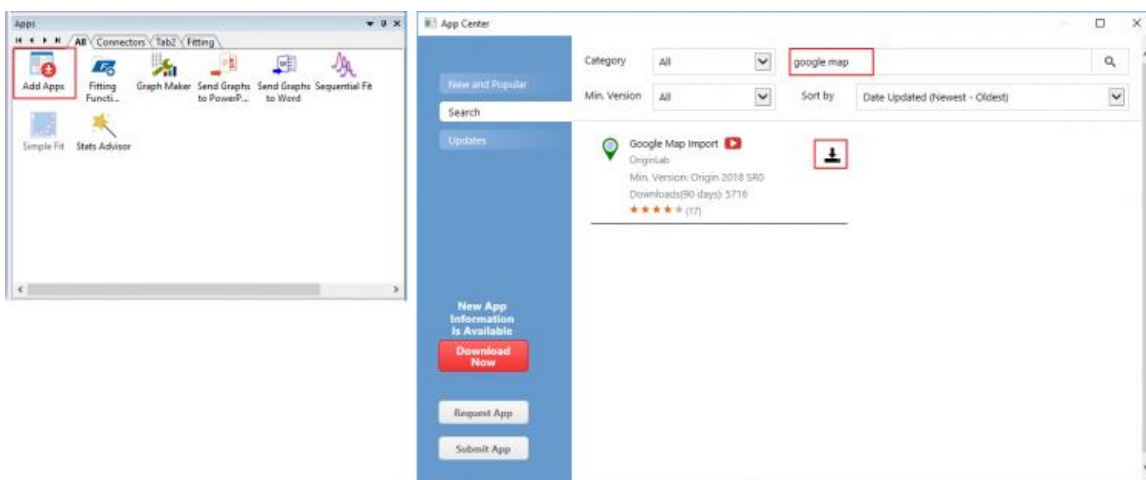 Apps
All Connectors Tab2 Fitting
Add Apps
Fitting Functi...
Graph Maker
Send Graphs to PowerP...
Send Graphs to Word
Sequential Fit
Simple Fit
Stats Advisor
App Center
New and Popular
Search
Updates
New App
Information
Is Available
Download
Now
Request App
Submit App
Category All google map
Min. Version All Sort by Date Updated (Newest - Oldest)
Google Map Import
OriginLab
Min. Version: Origin 2018 SR0
Downloads(90 days): 5716
(17)